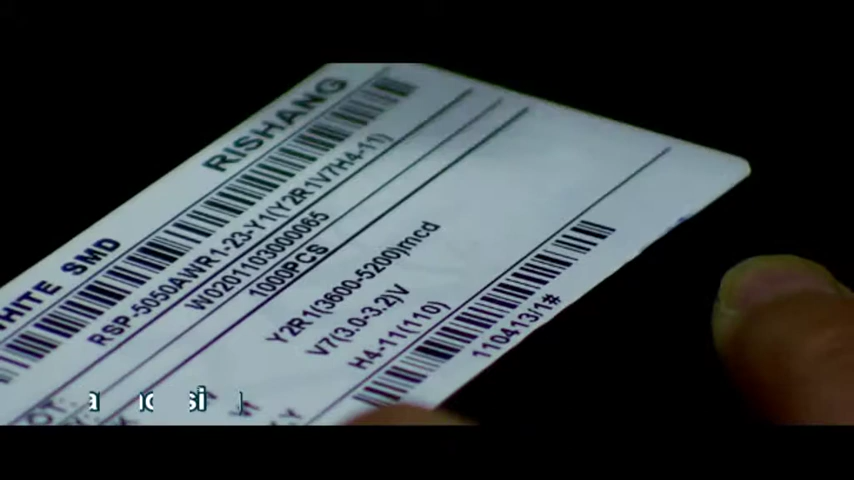 RISHANG
WHITE SMD
RSP-5050AWR1-23-Y1(Y2R1V7H4-11)
W0201103000065
1000PCS
Y2R1(3600-5200)mcd
V7(3.0-3.2)V
H4-11(110)
110413/1#